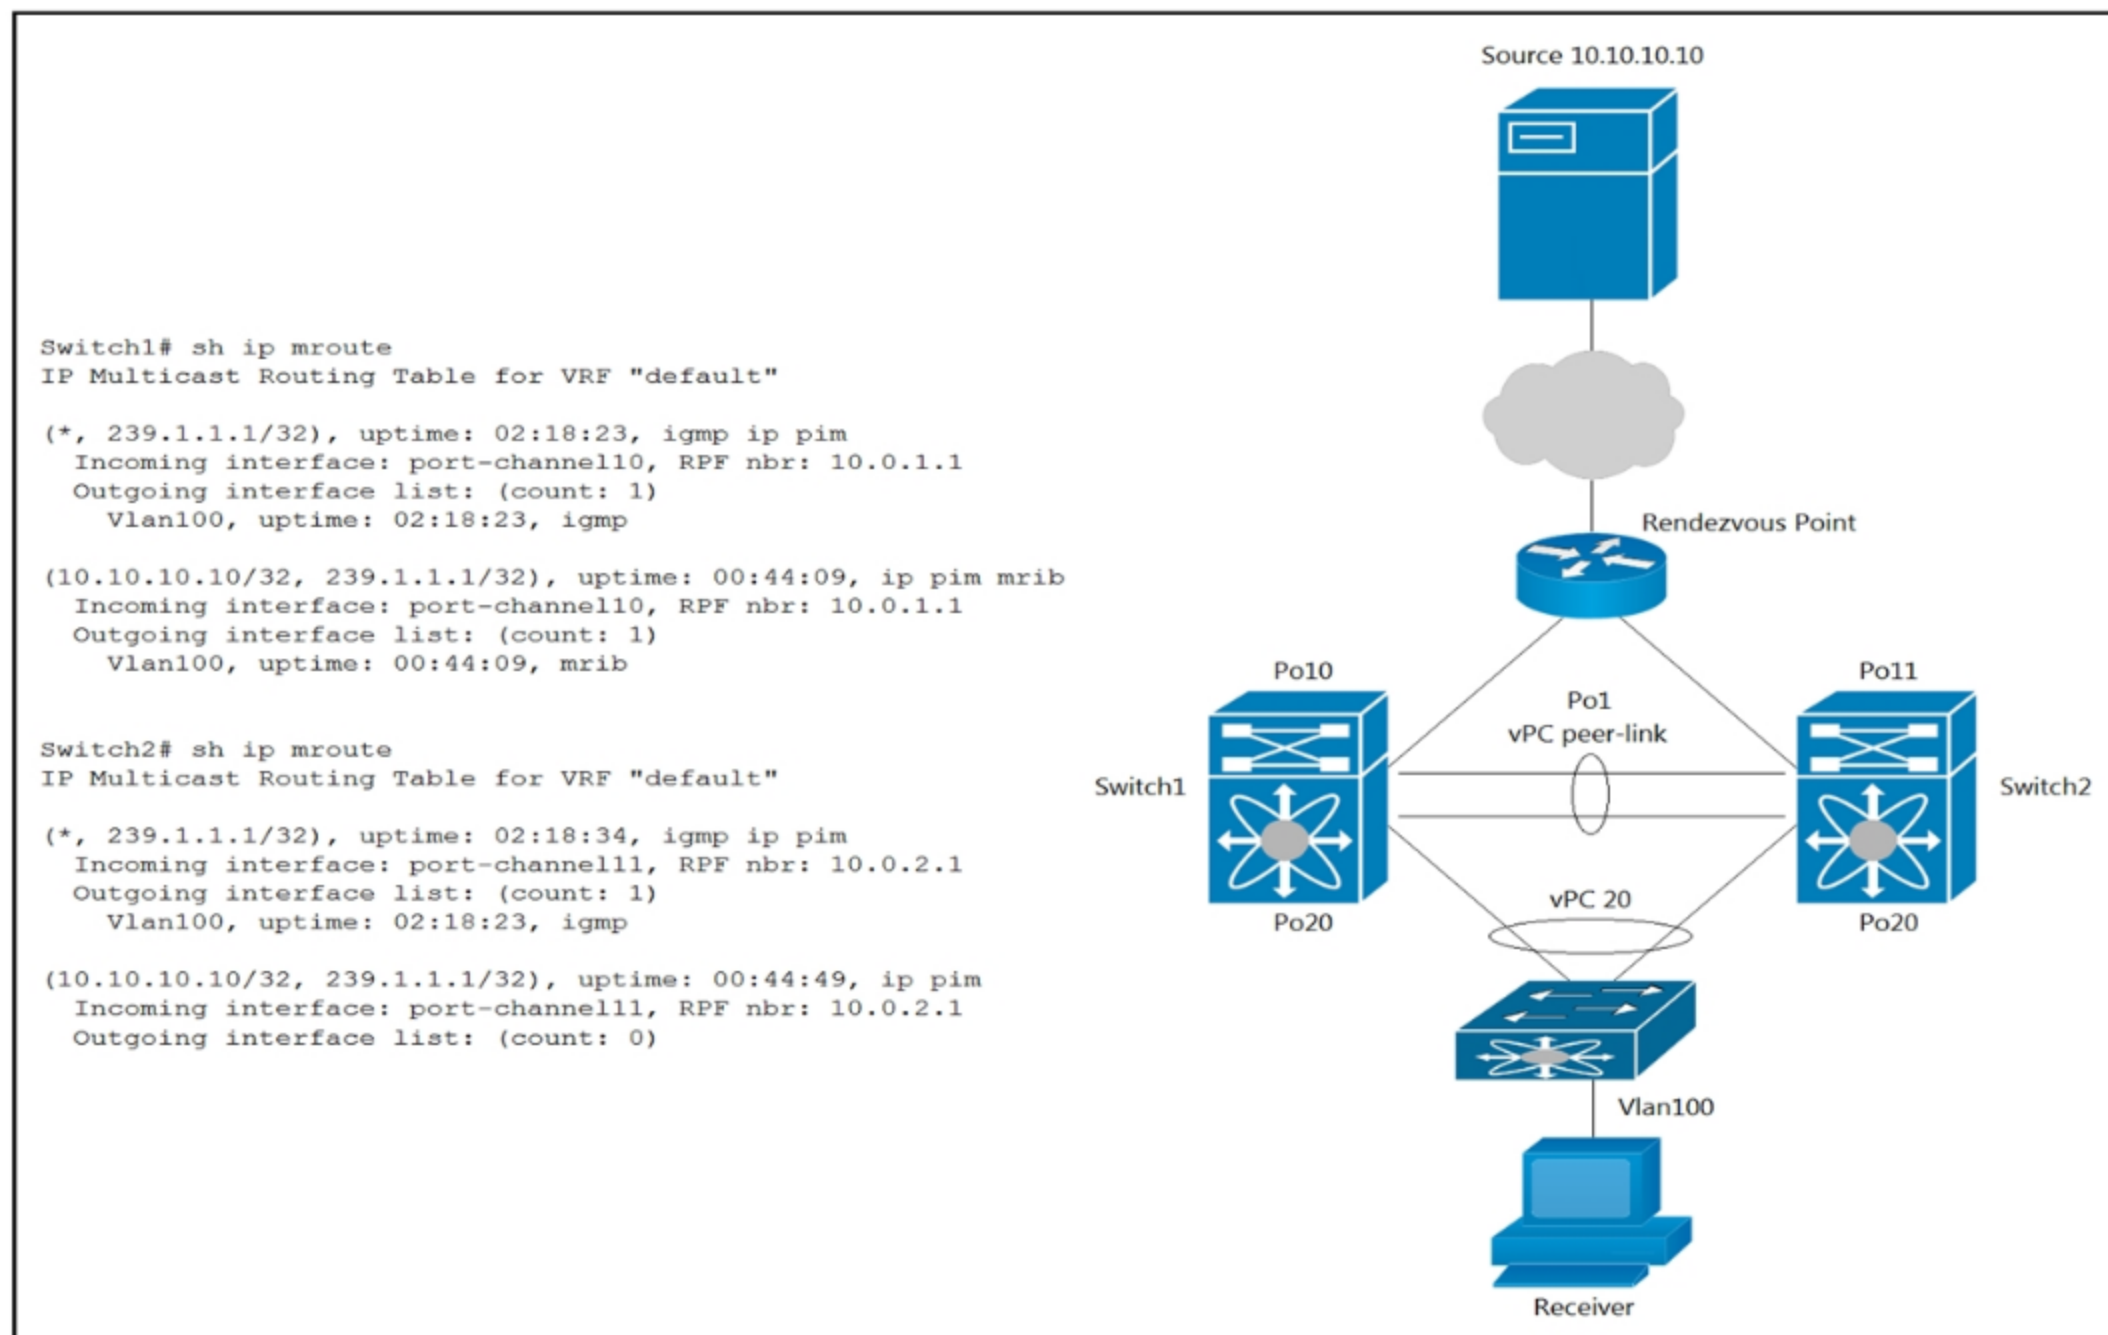 Switch1# sh ip mroute
IP Multicast Routing Table for VRF "default"
(*, 239.1.1.1/32), uptime: 02:18:23, igmp ip pim
Incoming interface: port-channel10, RPF nbr: 10.0.1.1
Outgoing interface list: (count: 1)
Vlan100, uptime: 02:18:23, igmp
(10.10.10.10/32, 239.1.1.1/32), uptime: 00:44:09, ip pim mrib
Incoming interface: port-channel10, RPF nbr: 10.0.1.1
Outgoing interface list: (count: 1)
Vlan100, uptime: 00:44:09, mrib
Switch2# sh ip mroute
IP Multicast Routing Table for VRF "default"
(*, 239.1.1.1/32), uptime: 02:18:34, igmp ip pim
Incoming interface: port-channel11, RPF nbr: 10.0.2.1
Outgoing interface list: (count: 1)
Vlan100, uptime: 02:18:23, igmp
(10.10.10.10/32, 239.1.1.1/32), uptime: 00:44:49, ip pim
Incoming interface: port-channel11, RPF nbr: 10.0.2.1
Outgoing interface list: (count: 0)
Source 10.10.10.10
Rendezvous Point
Po10
Po11
Po1
vPC peer-link
Switch1
Switch2
vPC 20
Po20
Po20
Vlan100
Receiver